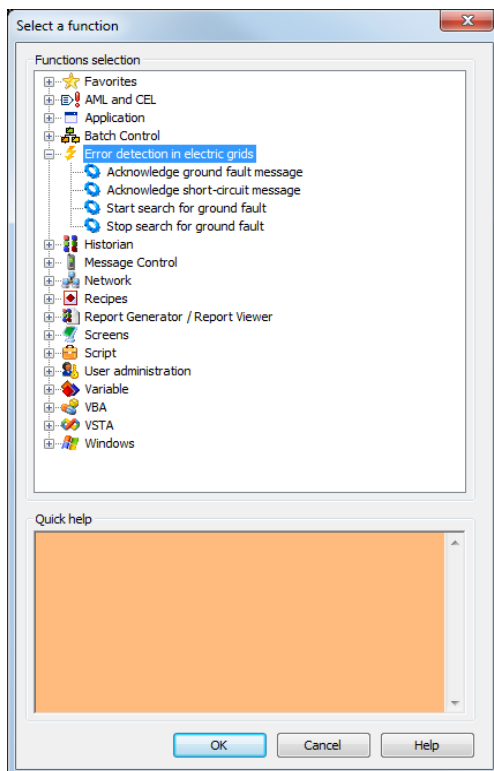 Select a function
Functions selection
Favorites
AML and CEL
Application
Batch Control
Error detection in electric grids
Acknowledge ground fault message
Acknowledge short-circuit message
Start search for ground fault
Stop search for ground fault
Historian
Message Control
Network
Recipes
Report Generator / Report Viewer
Screens
Script
User administration
Variable
VBA
VSTA
Windows
Quick help
OK Cancel Help